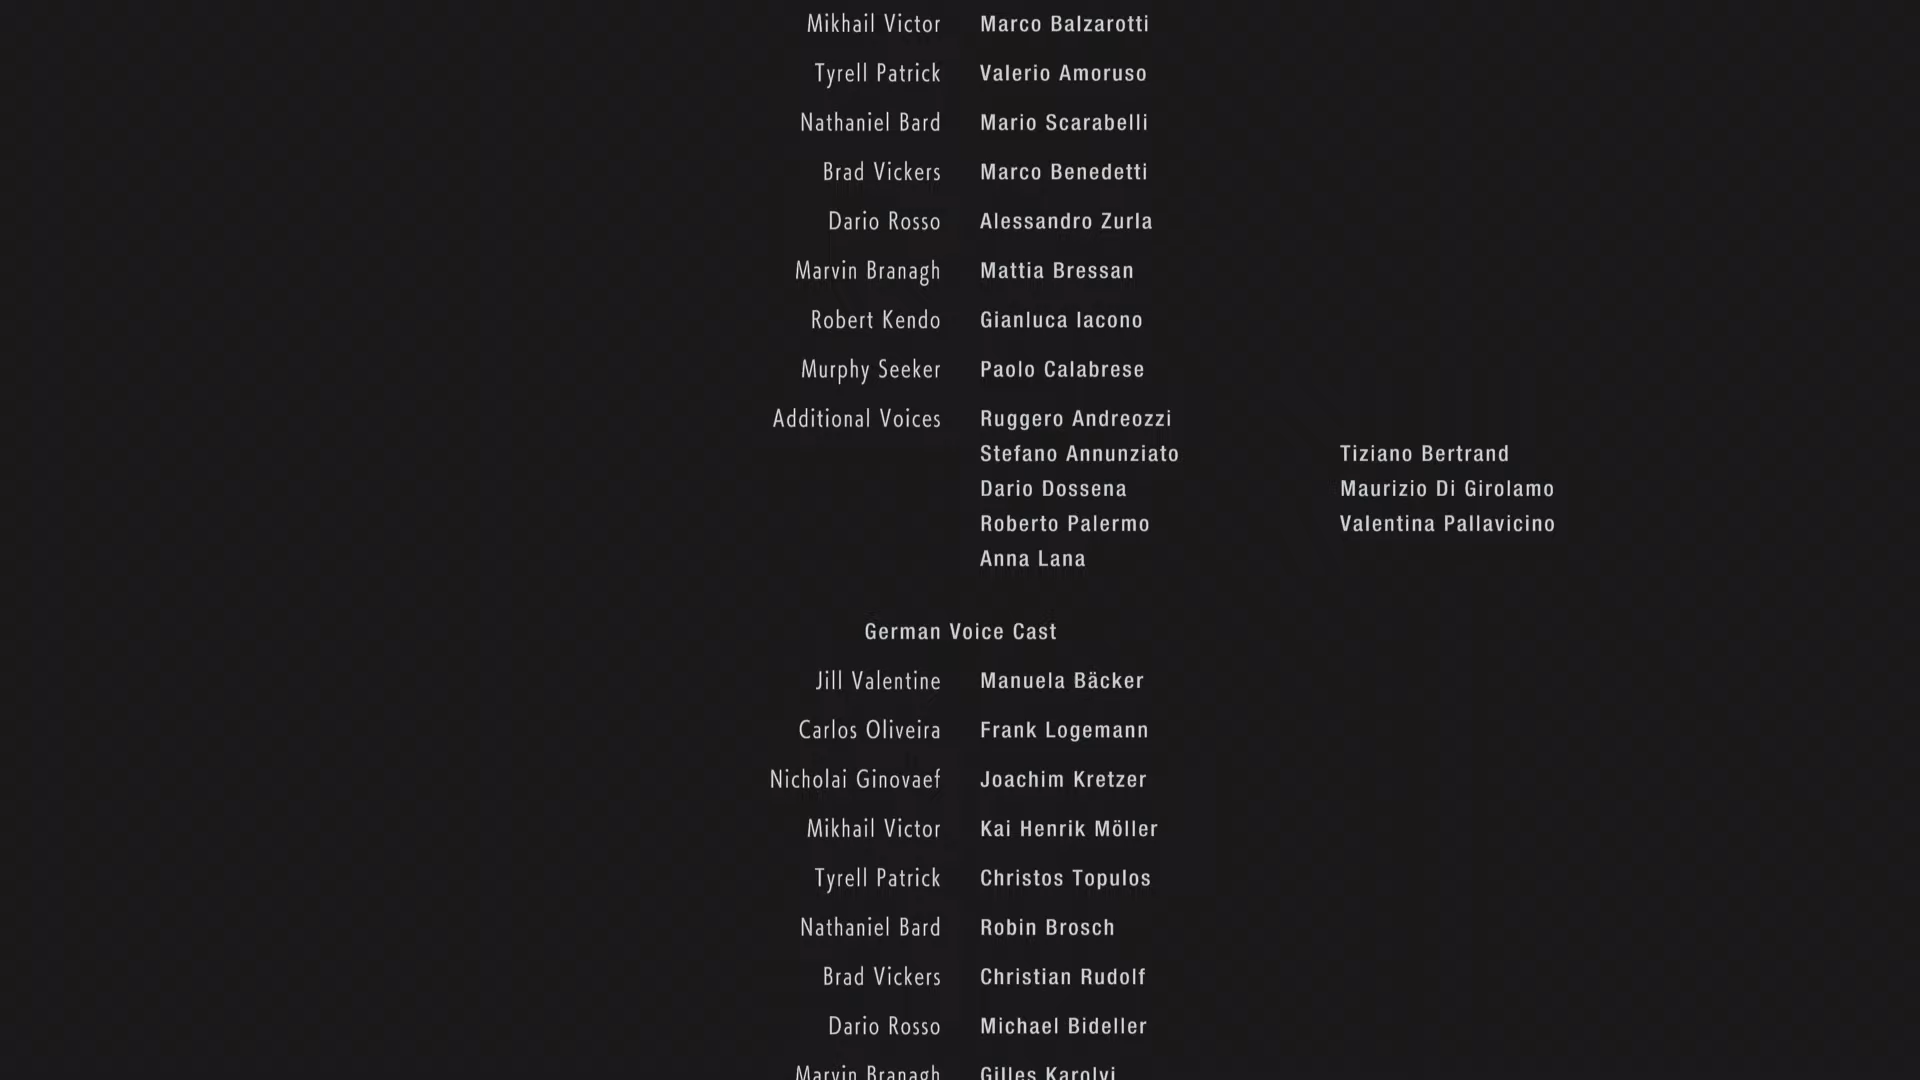 Mikhail Victor Marco Balzarotti
Tyrell Patrick Valerio Amoruso
Nathaniel Bard Mario Scarabelli
Brad Vickers Marco Benedetti
Dario Rosso Alessandro Zurla
Marvin Branagh Mattia Bressan
Robert Kendo Gianluca Iacono
Murphy Seeker Paolo Calabrese
Additional Voices Ruggero Andreozzi
Stefano Annunziato Tiziano Bertrand
Dario Dossena Maurizio Di Girolamo
Roberto Palermo Valentina Pallavicino
Anna Lana
German Voice Cast
Jill Valentine Manuela Bäcker
Carlos Oliveira Frank Logemann
Nicholai Ginovaef Joachim Kretzer
Mikhail Victor Kai Henrik Möller
Tyrell Patrick Christos Topulos
Nathaniel Bard Robin Brosch
Brad Vickers Christian Rudolf
Dario Rosso Michael Bideller
Marvin Branagh Gilles Karolyi